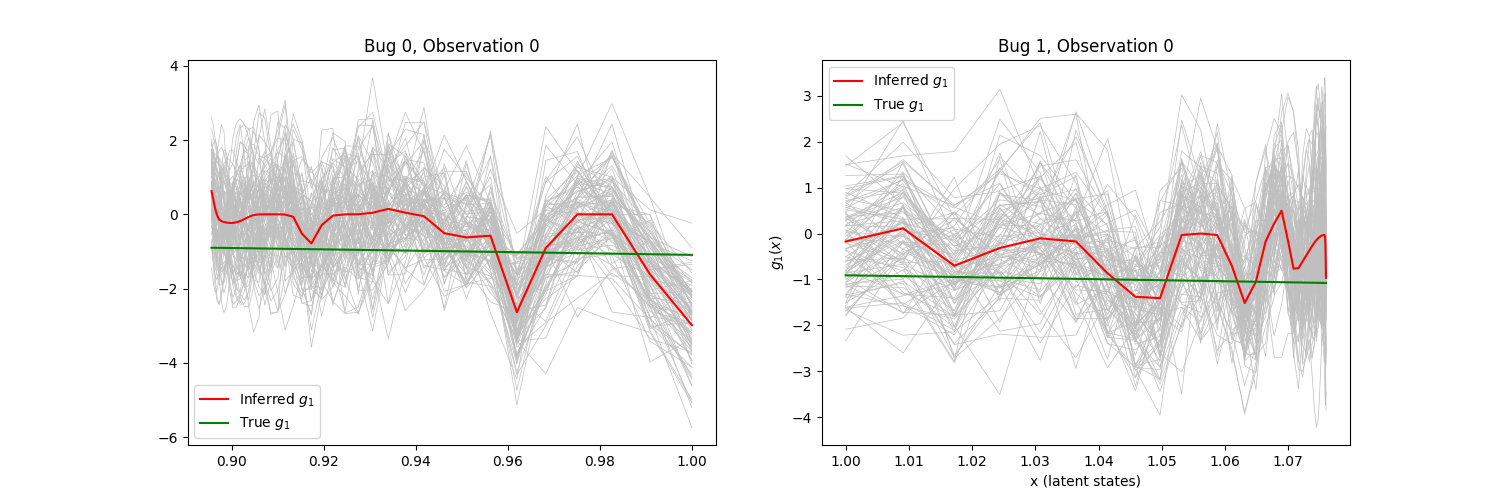 Bug 0, Observation 0
4
2
0
−2
−4
−6
Inferred g₁
True g₁
0.90 0.92 0.94 0.96 0.98 1.00
Bug 1, Observation 0
Inferred g₁
True g₁
g₁(x)
3
2
1
0
−1
−2
−3
−4
1.00 1.01 1.02 1.03 1.04 1.05 1.06 1.07
x (latent states)